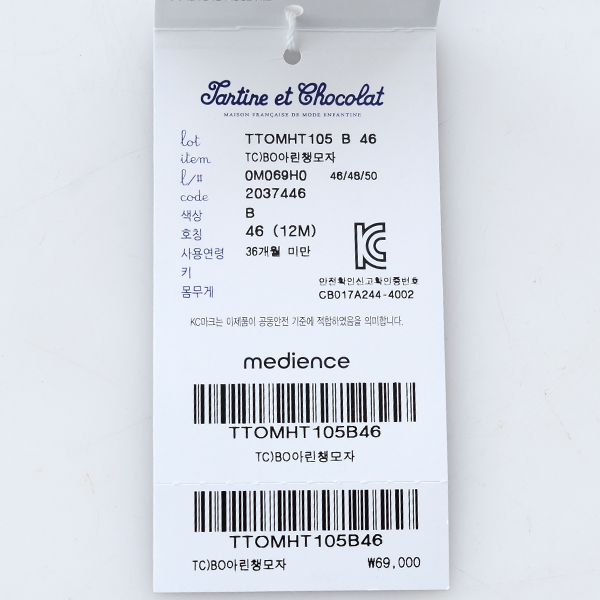 Tartine et Chocolat
MAISON FRANÇAISE DE MODE ENFANTINE
lot TTOMHT105 B 46
item TC)BO아린챙모자
l/# 0M069H0 46/48/50
code 2037446
색상 B
호칭 46 (12M)
사용연령 36개월 미만
키
몸무게
안전확인신고확인증번호
CB017A244-4002
KC마크는 이제품이 공통안전 기준에 적합하였음을 의미합니다.
medience
TTOMHT105B46
TC)BO아린챙모자
TTOMHT105B46
TC)BO아린챙모자 ₩69,000